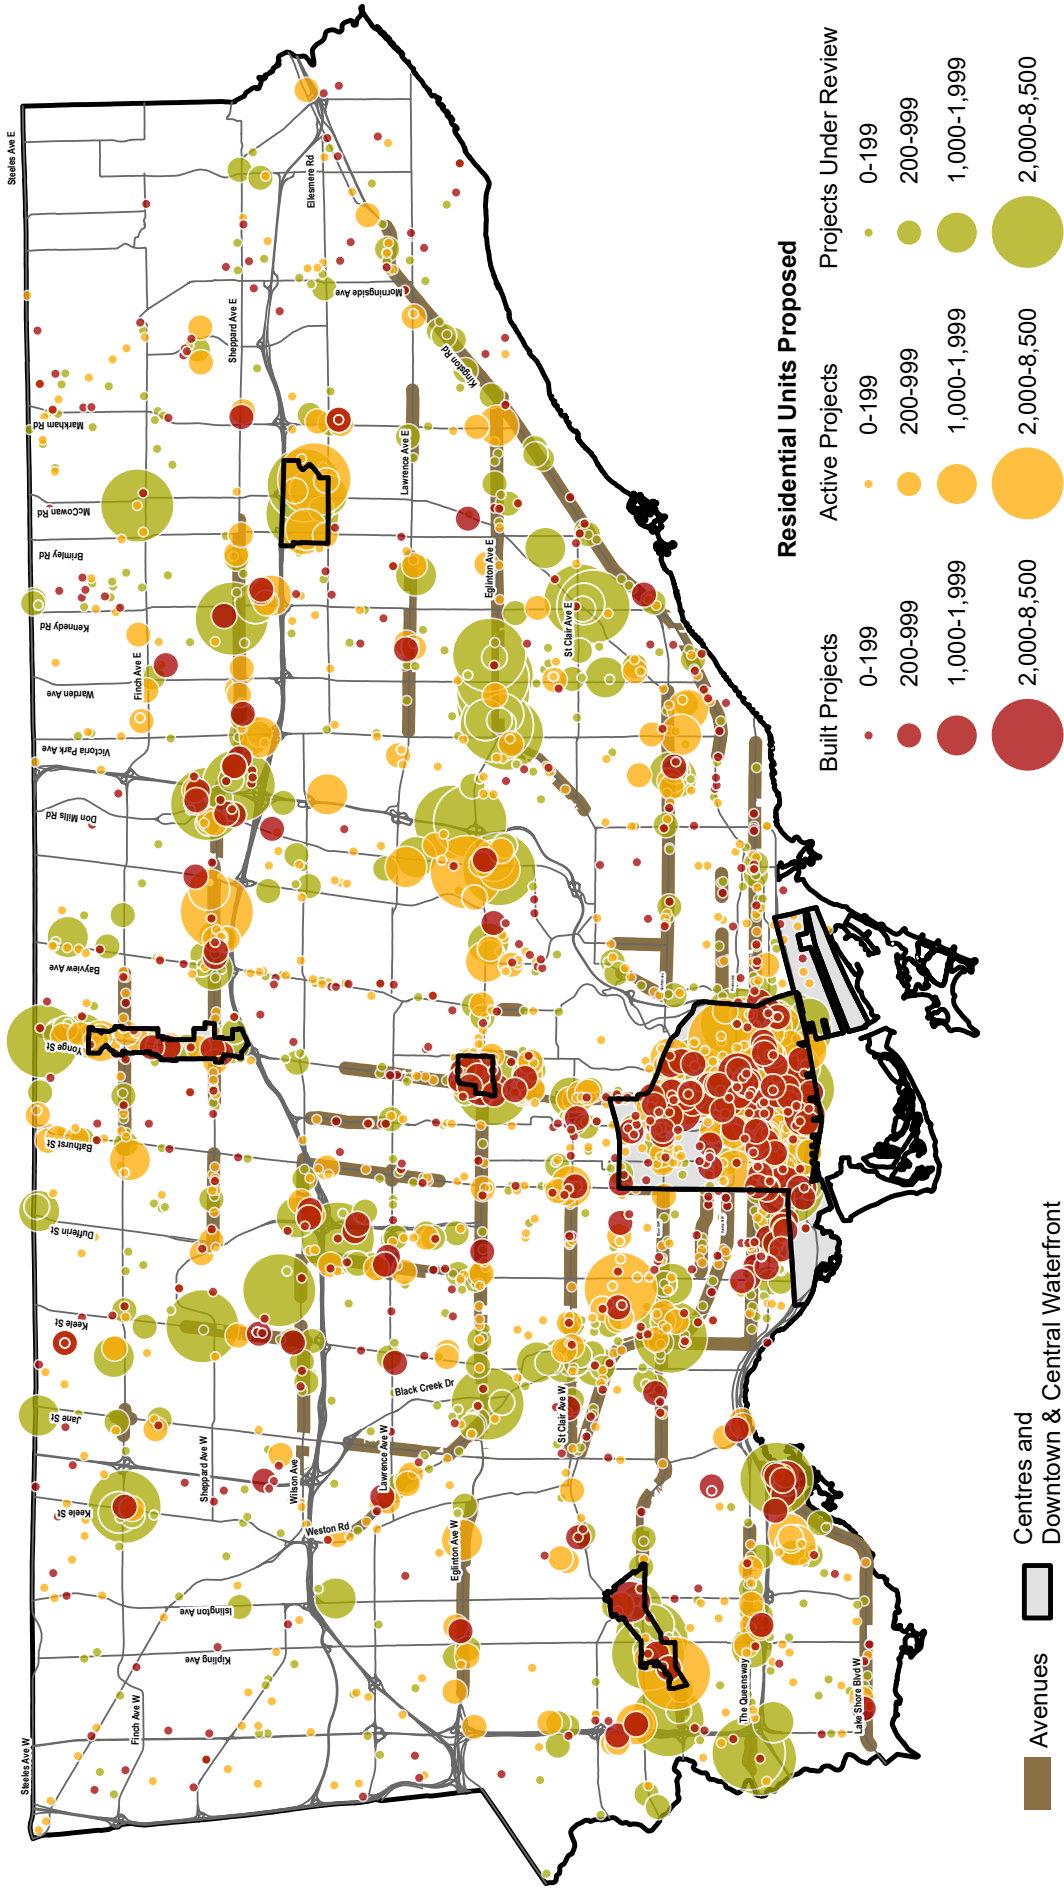 Steeles Ave E
Steeles Ave W
Finch Ave E
Finch Ave W
Sheppard Ave E
Sheppard Ave W
Ellesmere Rd
Wilson Ave
Lawrence Ave E
Lawrence Ave W
Eglinton Ave E
Eglinton Ave W
St Clair Ave E
St Clair Ave W
The Queensway
Lake Shore Blvd W
Kingston Rd
Morningside Ave
Markham Rd
McCowan Rd
Brimley Rd
Kennedy Rd
Warden Ave
Victoria Park Ave
Don Mills Rd
Bayview Ave
Yonge St
Bathurst St
Dufferin St
Keele St
Jane St
Keele St
Black Creek Dr
Weston Rd
Islington Ave
Kipling Ave
Residential Units Proposed
Built Projects
0-199
200-999
1,000-1,999
2,000-8,500
Active Projects
0-199
200-999
1,000-1,999
2,000-8,500
Projects Under Review
0-199
200-999
1,000-1,999
2,000-8,500
Avenues
Centres and
Downtown & Central Waterfront